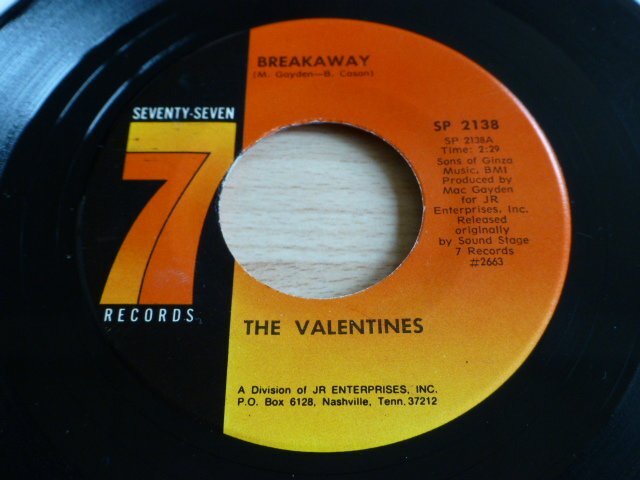 BREAKAWAY
(M. Gayden—B. Cason)
SEVENTY-SEVEN
7
RECORDS
SP 2138
SP 2138A
Time: 2:29
Sons of Ginza
Music, BMI
Produced by
Mac Gayden
for JR
Enterprises, Inc.
Released
originally
by Sound Stage
7 Records
#2663
THE VALENTINES
A Division of JR ENTERPRISES, INC.
P.O. Box 6128, Nashville, Tenn. 37212